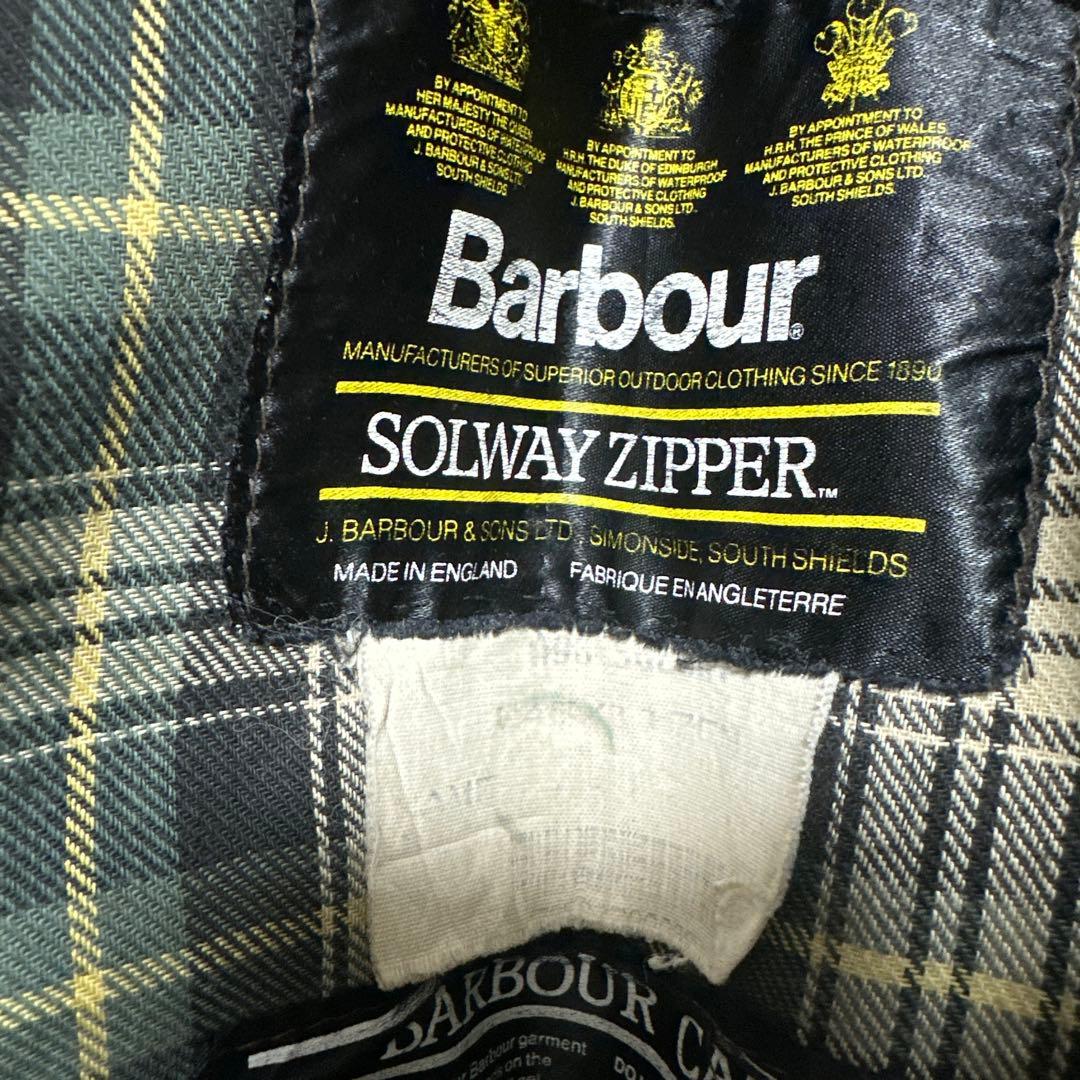 BY APPOINTMENT TO
HER MAJESTY THE QUEEN
MANUFACTURERS OF WATERPROOF
AND PROTECTIVE CLOTHING
J. BARBOUR & SONS LTD
SOUTH SHIELDS
BY APPOINTMENT TO
H.R.H. THE DUKE OF EDINBURGH
MANUFACTURERS OF WATERPROOF
AND PROTECTIVE CLOTHING
J. BARBOUR & SONS LTD.
SOUTH SHIELDS.
BY APPOINTMENT TO
H.R.H. THE PRINCE OF WALES
MANUFACTURERS OF WATERPROOF
AND PROTECTIVE CLOTHING
J. BARBOUR & SONS LTD.
SOUTH SHIELDS.
Barbour®
MANUFACTURERS OF SUPERIOR OUTDOOR CLOTHING SINCE 1890
SOLWAY ZIPPER™
J. BARBOUR & SONS LTD., SIMONSIDE, SOUTH SHIELDS
MADE IN ENGLAND FABRIQUE EN ANGLETERRE
BARBOUR
Barbour garment
on the